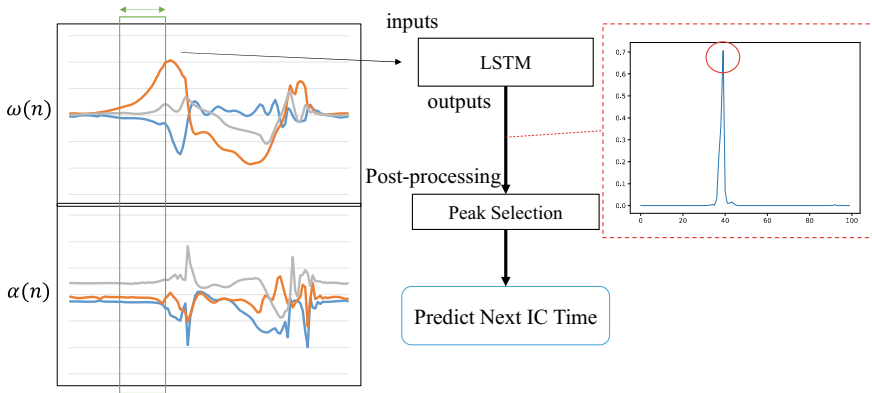 inputs
ω(n)
LSTM
outputs
Post-processing
Peak Selection
α(n)
Predict Next IC Time
0.7
0.6
0.5
0.4
0.3
0.2
0.1
0.0
0 20 40 60 80 100